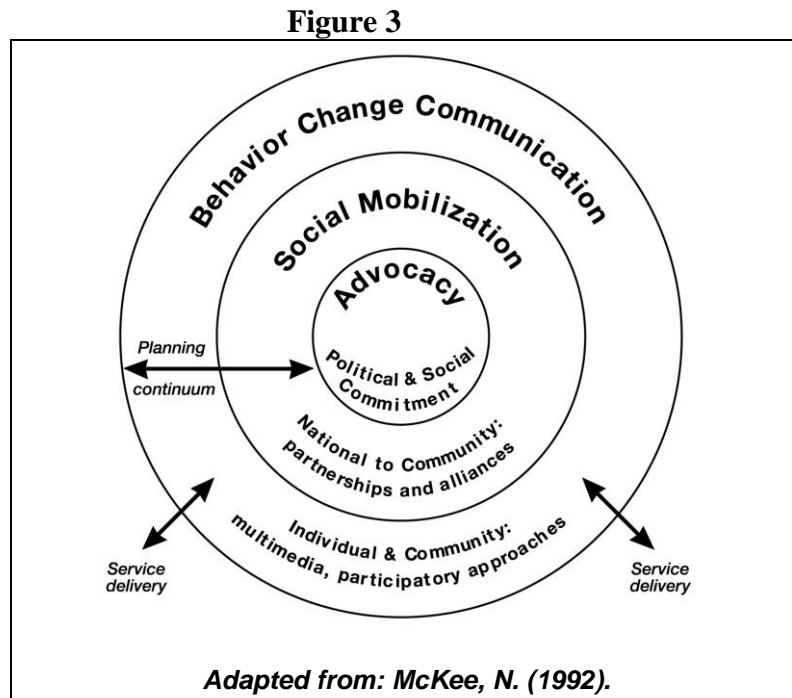 Figure 3
Behavior Change Communication
Social Mobilization
Advocacy
Political & Social
Commitment
Planning
continuum
National to Community:
partnerships and alliances
Individual & Community:
multimedia, participatory approaches
Service
delivery
Service
delivery
Adapted from: McKee, N. (1992).